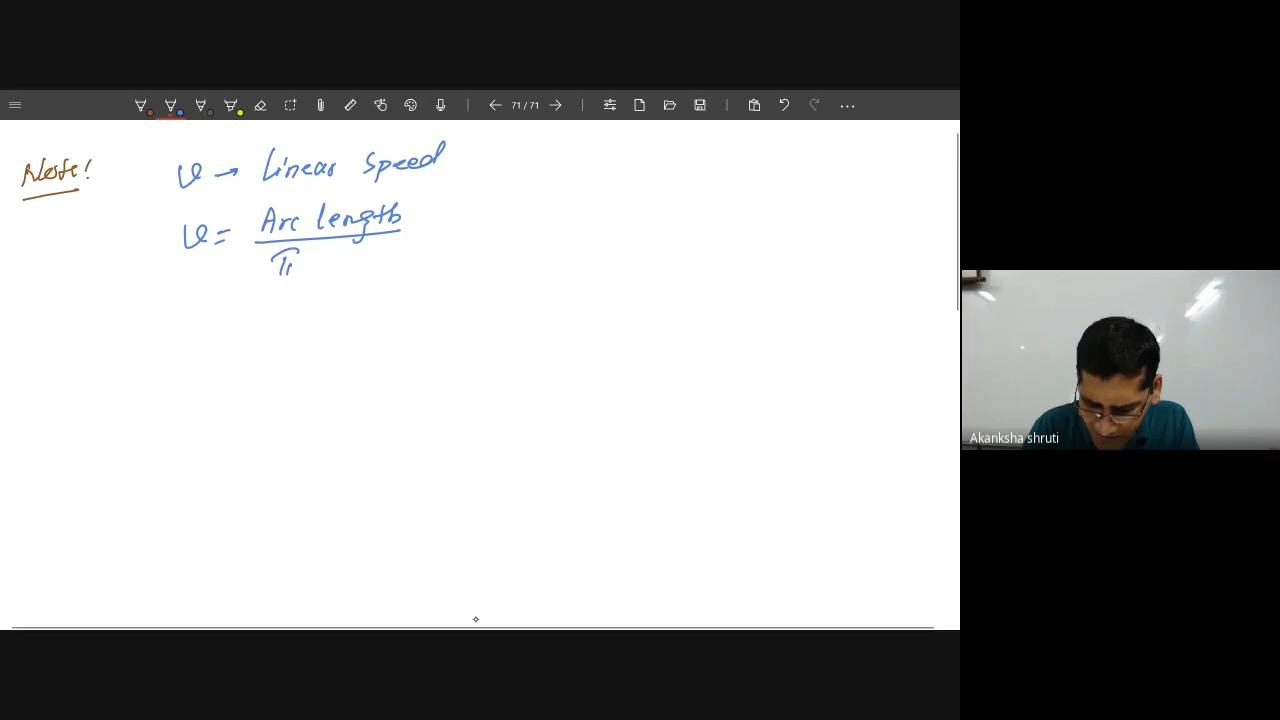 71 / 71
Note! v → Linear speed
v = Arc length
Ti
Akanksha shruti